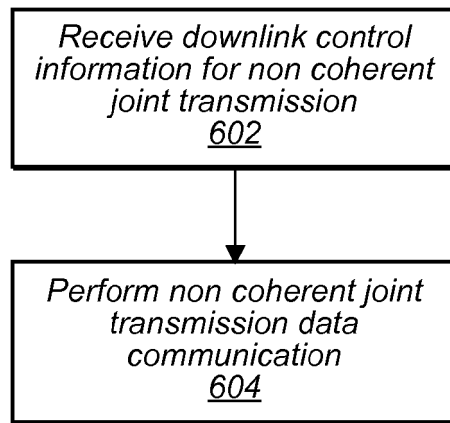 Receive downlink control
information for non coherent
joint transmission
602
Perform non coherent joint
transmission data
communication
604